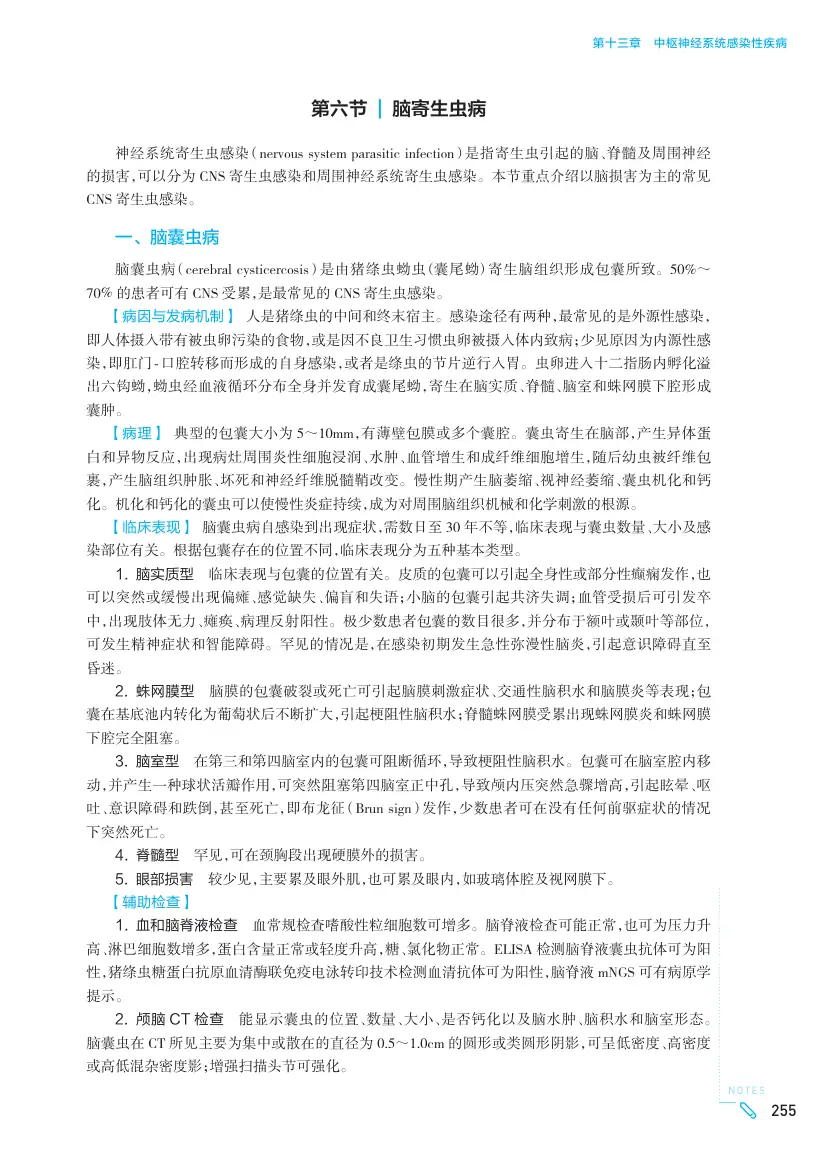 第十三章　中枢神经系统感染性疾病
第六节｜脑寄生虫病
神经系统寄生虫感染（nervous system parasitic infection）是指寄生虫引起的脑、脊髓及周围神经
的损害，可以分为 CNS 寄生虫感染和周围神经系统寄生虫感染。本节重点介绍以脑损害为主的常见
CNS 寄生虫感染。
一、脑囊虫病
脑囊虫病（cerebral cysticercosis）是由猪绦虫蚴虫（囊尾蚴）寄生脑组织形成包囊所致。50%～
70% 的患者可有 CNS 受累，是最常见的 CNS 寄生虫感染。
【病因与发病机制】 人是猪绦虫的中间和终末宿主。感染途径有两种，最常见的是外源性感染，
即人体摄入带有被虫卵污染的食物，或是因不良卫生习惯虫卵被摄入体内致病；少见原因为内源性感
染，即肛门-口腔转移而形成的自身感染，或者是绦虫的节片逆行入胃。虫卵进入十二指肠内孵化溢
出六钩蚴，蚴虫经血液循环分布全身并发育成囊尾蚴，寄生在脑实质、脊髓、脑室和蛛网膜下腔形成
囊肿。
【病理】 典型的包囊大小为 5～10mm，有薄壁包膜或多个囊腔。囊虫寄生在脑部，产生异体蛋
白和异物反应，出现病灶周围炎性细胞浸润、水肿、血管增生和成纤维细胞增生，随后幼虫被纤维包
裹，产生脑组织肿胀、坏死和神经纤维脱髓鞘改变。慢性期产生脑萎缩、视神经萎缩、囊虫机化和钙
化。机化和钙化的囊虫可以使慢性炎症持续，成为对周围脑组织机械和化学刺激的根源。
【临床表现】 脑囊虫病自感染到出现症状，需数日至 30 年不等，临床表现与囊虫数量、大小及感
染部位有关。根据包囊存在的位置不同，临床表现分为五种基本类型。
1. 脑实质型　临床表现与包囊的位置有关。皮质的包囊可以引起全身性或部分性癫痫发作，也
可以突然或缓慢出现偏瘫、感觉缺失、偏盲和失语；小脑的包囊引起共济失调；血管受损后可引发卒
中，出现肢体无力、瘫痪、病理反射阳性。极少数患者包囊的数目很多，并分布于额叶或颞叶等部位，
可发生精神症状和智能障碍。罕见的情况是，在感染初期发生急性弥漫性脑炎，引起意识障碍直至
昏迷。
2. 蛛网膜型　脑膜的包囊破裂或死亡可引起脑膜刺激症状、交通性脑积水和脑膜炎等表现；包
囊在基底池内转化为葡萄状后不断扩大，引起梗阻性脑积水；脊髓蛛网膜受累出现蛛网膜炎和蛛网膜
下腔完全阻塞。
3. 脑室型　在第三和第四脑室内的包囊可阻断循环，导致梗阻性脑积水。包囊可在脑室腔内移
动，并产生一种球状活瓣作用，可突然阻塞第四脑室正中孔，导致颅内压突然急骤增高，引起眩晕、呕
吐、意识障碍和跌倒，甚至死亡，即布龙征（Brun sign）发作，少数患者可在没有任何前驱症状的情况
下突然死亡。
4. 脊髓型　罕见，可在颈胸段出现硬膜外的损害。
5. 眼部损害　较少见，主要累及眼外肌，也可累及眼内，如玻璃体腔及视网膜下。
【辅助检查】
1. 血和脑脊液检查　血常规检查嗜酸性粒细胞数可增多。脑脊液检查可能正常，也可为压力升
高、淋巴细胞数增多，蛋白含量正常或轻度升高，糖、氯化物正常。ELISA 检测脑脊液囊虫抗体可为阳
性，猪绦虫糖蛋白抗原血清酶联免疫电泳转印技术检测血清抗体可为阳性，脑脊液 mNGS 可有病原学
提示。
2. 颅脑 CT 检查　能显示囊虫的位置、数量、大小、是否钙化以及脑水肿、脑积水和脑室形态。
脑囊虫在 CT 所见主要为集中或散在的直径为 0.5～1.0cm 的圆形或类圆形阴影，可呈低密度、高密度
或高低混杂密度影；增强扫描头节可强化。
NOTES
255